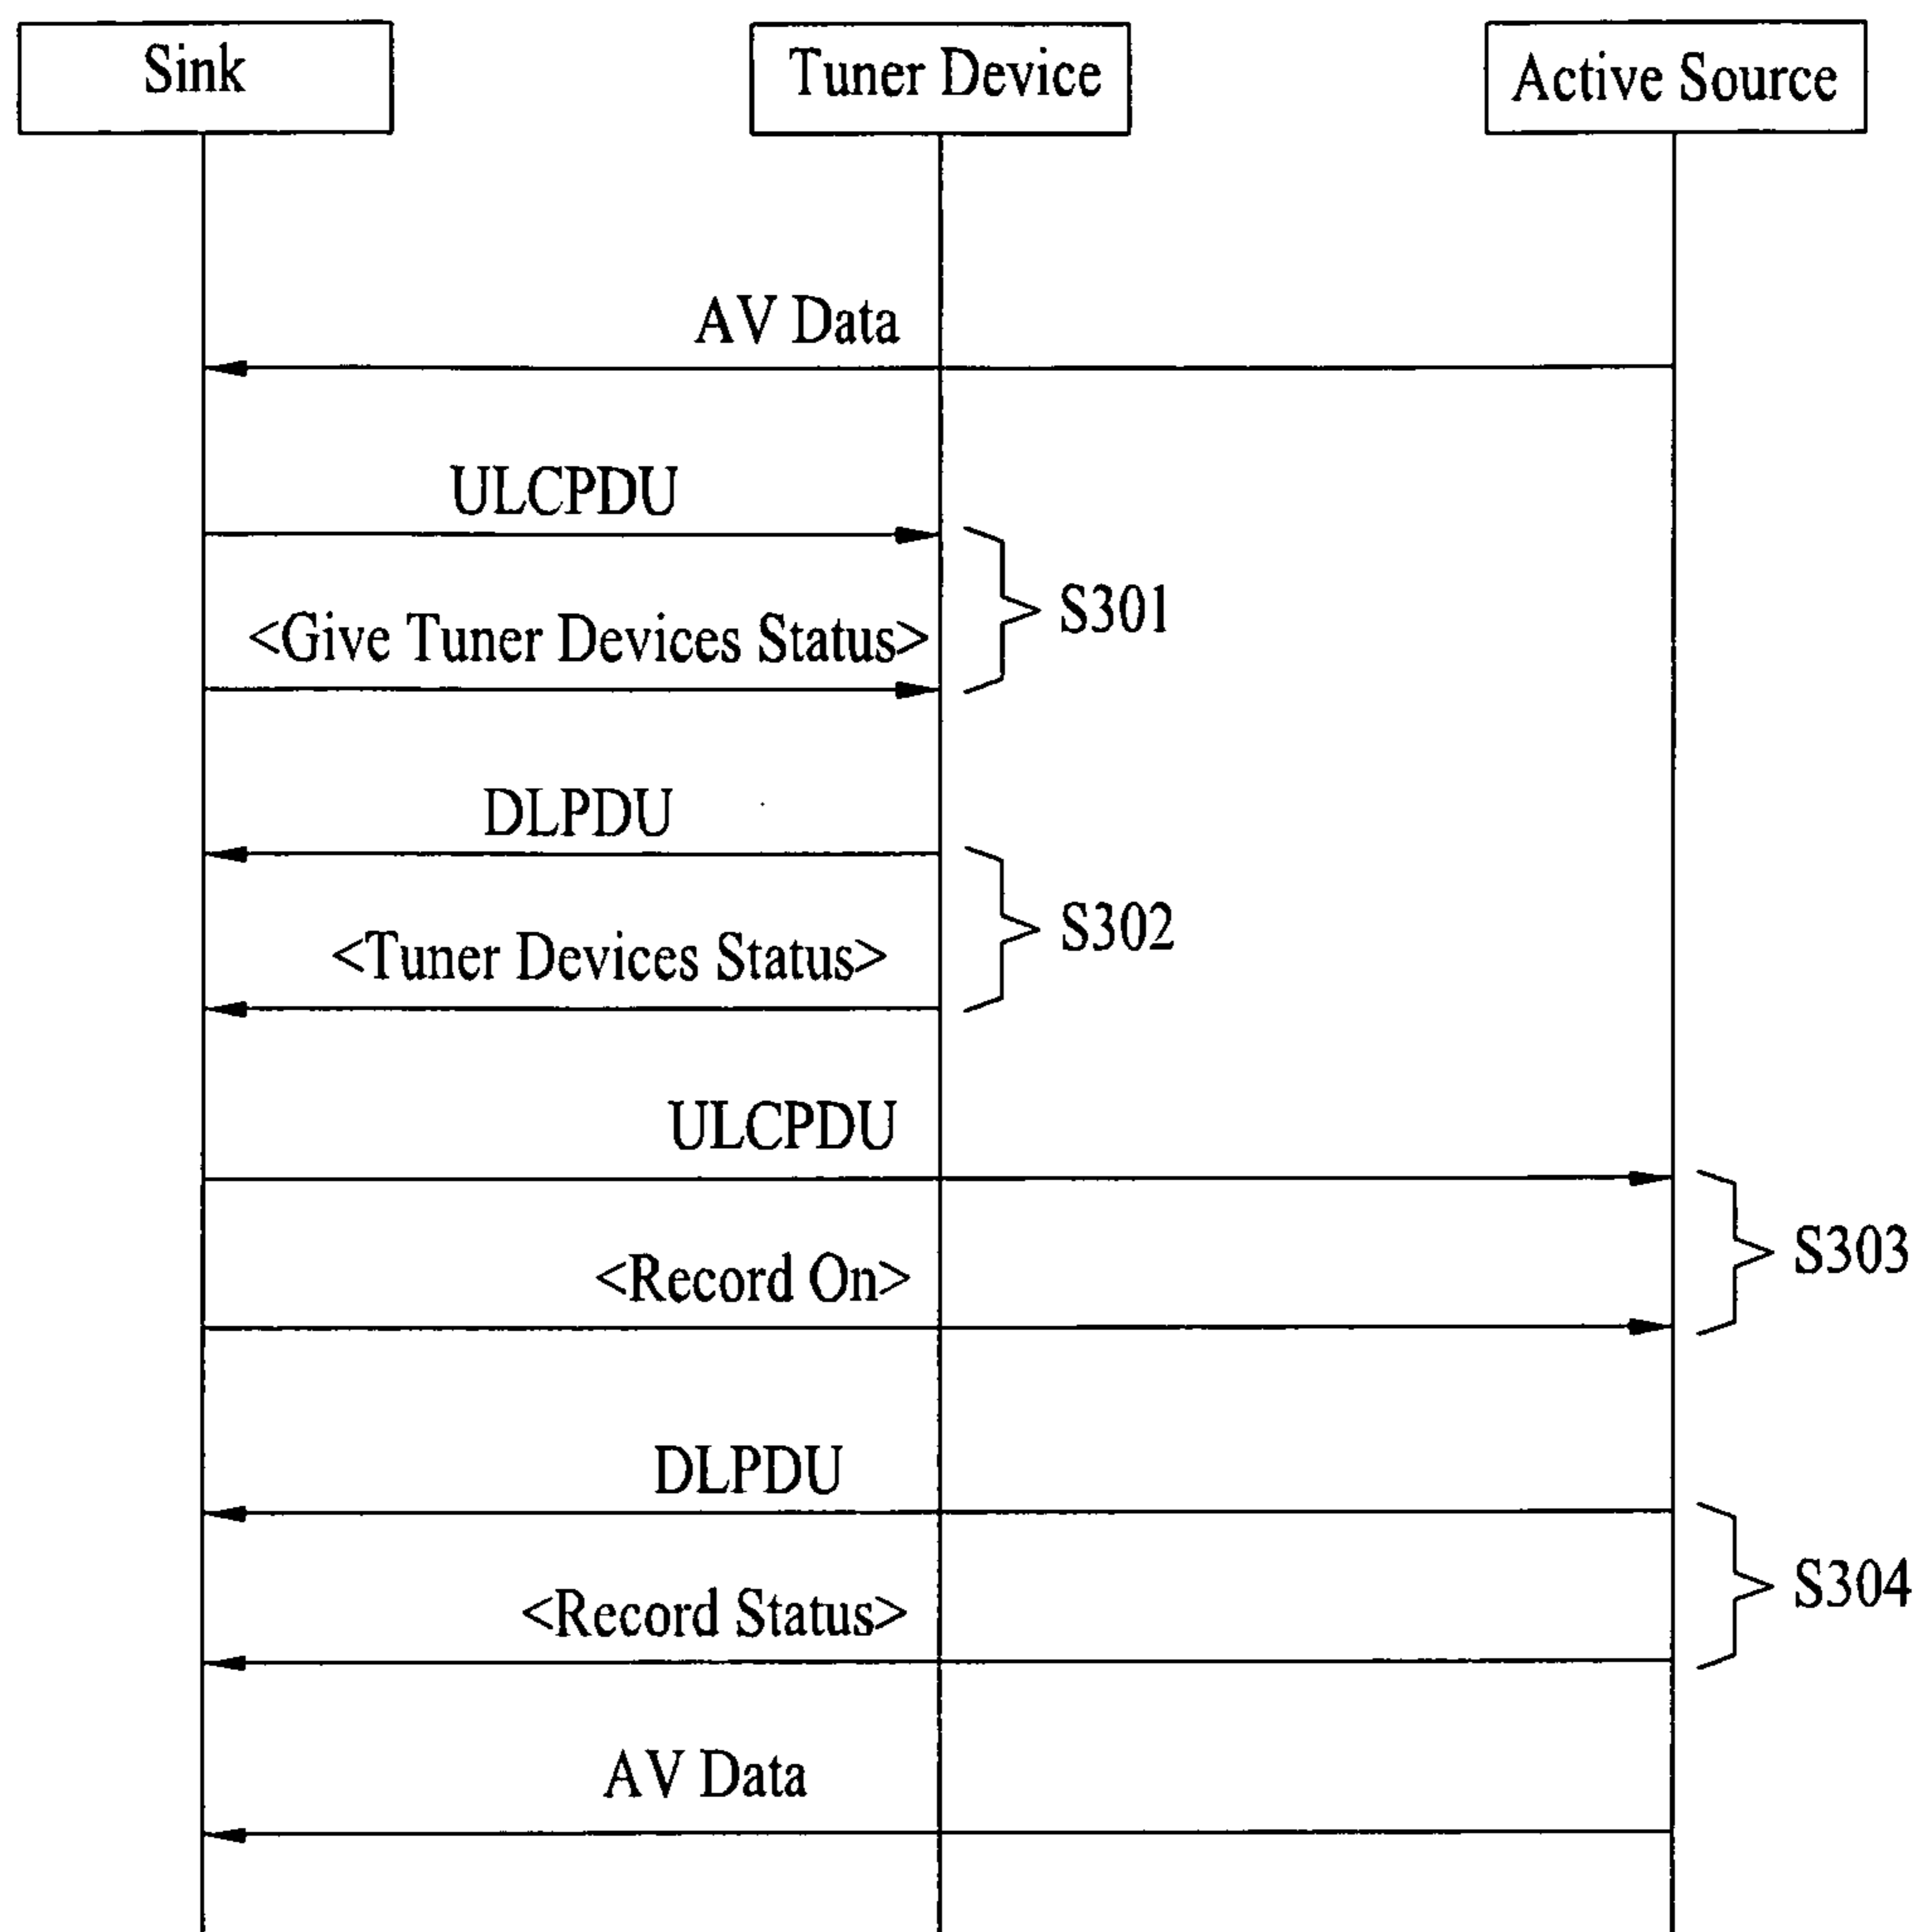 Sink
Tuner Device
Active Source
AV Data
ULCPDU
S301
<Give Tuner Devices Status>
DLPDU
S302
<Tuner Devices Status>
ULCPDU
S303
<Record On>
DLPDU
S304
<Record Status>
AV Data